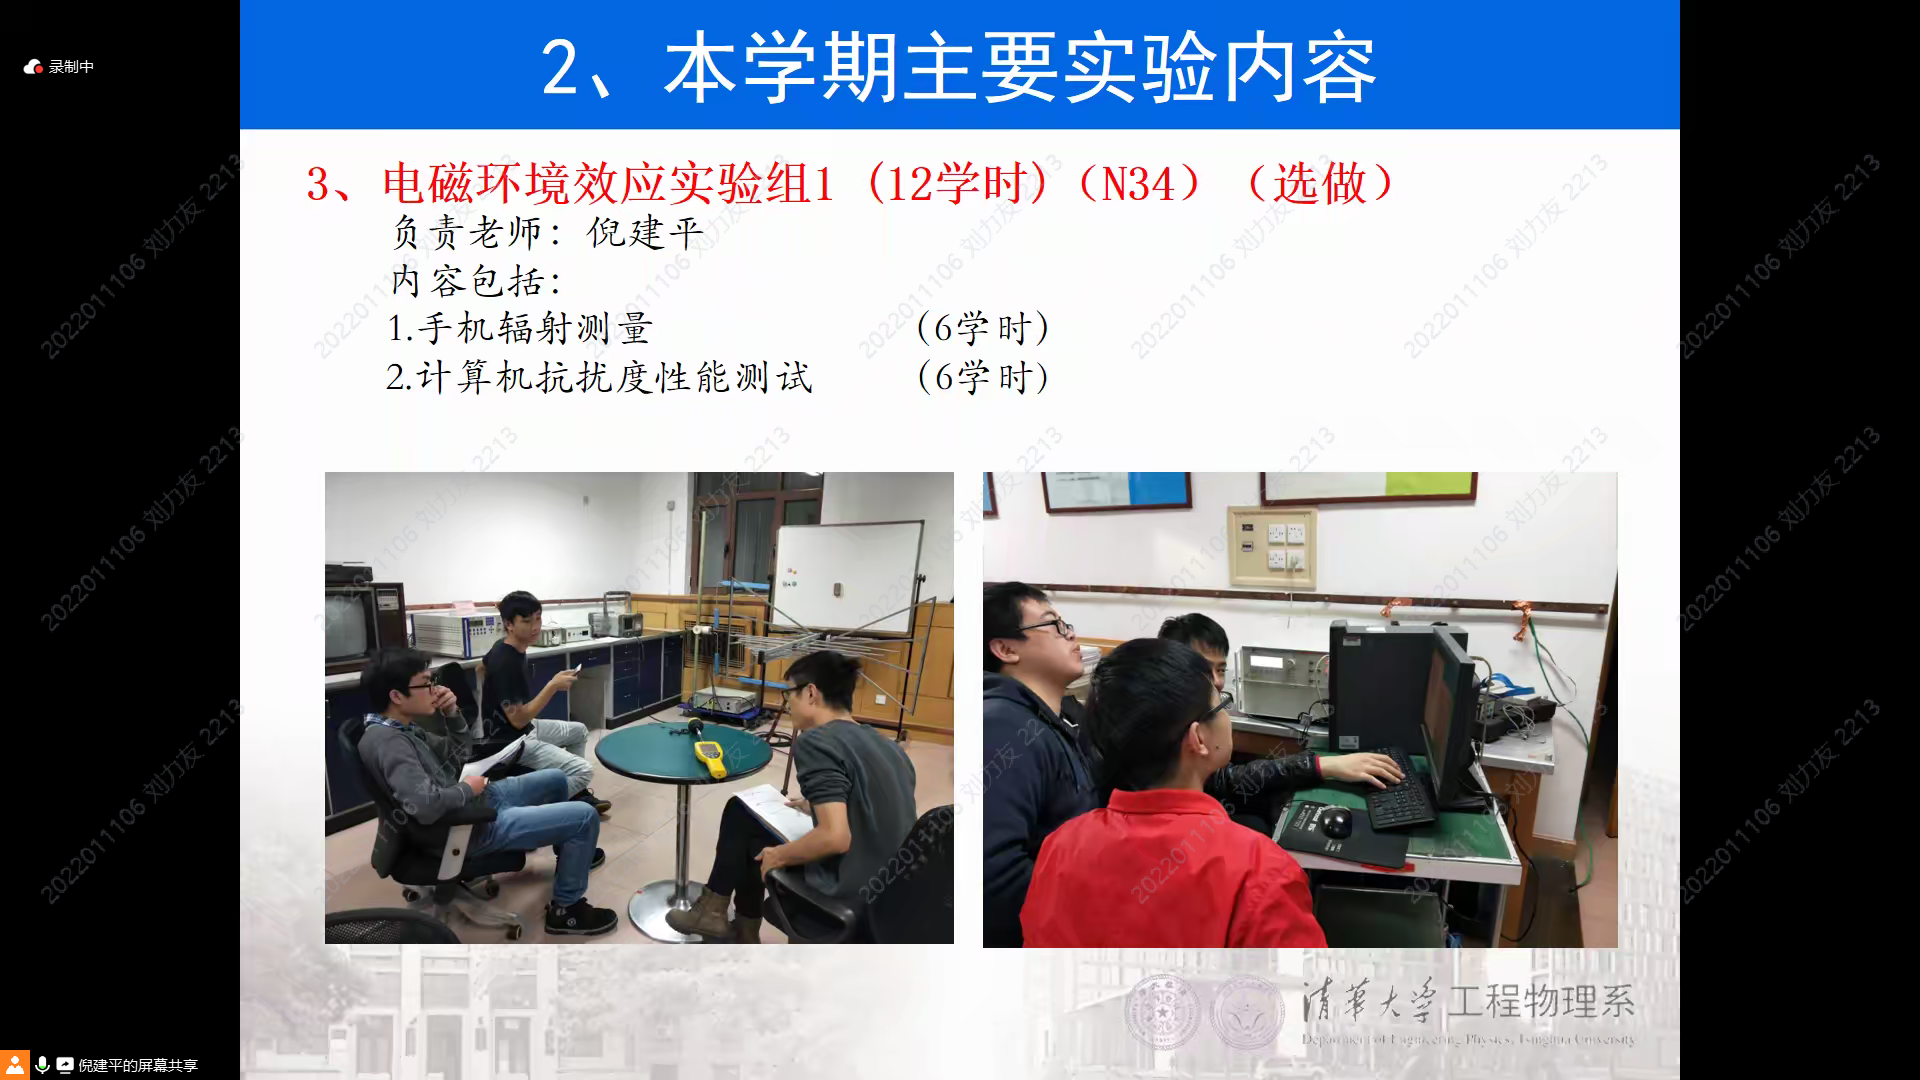 录制中
2、本学期主要实验内容
3、电磁环境效应实验组1 (12学时)（N34）（选做）
负责老师：倪建平
内容包括：
1.手机辐射测量 (6学时)
2.计算机抗扰度性能测试 (6学时)
清华大学 工程物理系
Department of Engineering Physics, Tsinghua University
倪建平的屏幕共享
2022011106 刘力友 2213